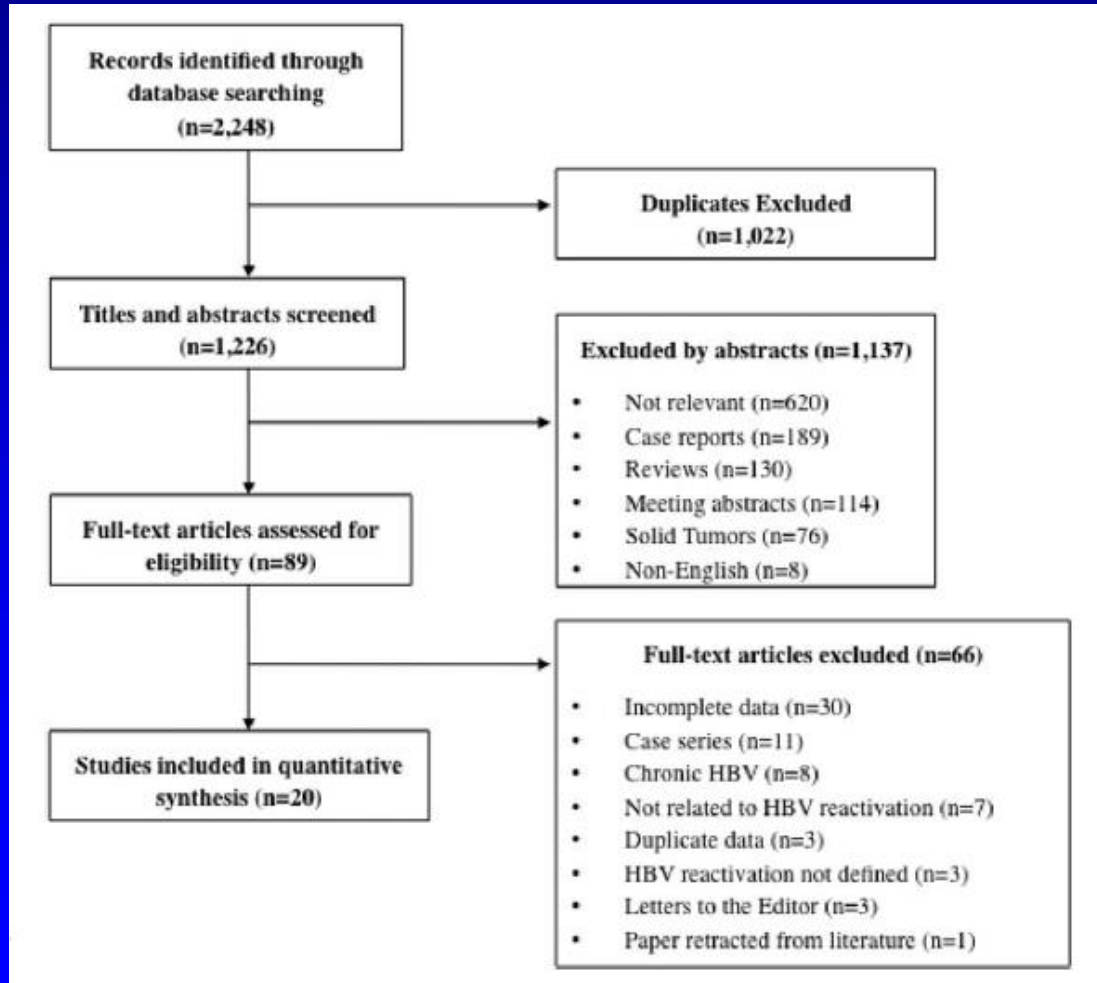 Records identified through
database searching
(n=2,248)
Duplicates Excluded
(n=1,022)
Titles and abstracts screened
(n=1,226)
Excluded by abstracts (n=1,137)
• Not relevant (n=620)
• Case reports (n=189)
• Reviews (n=130)
• Meeting abstracts (n=114)
• Solid Tumors (n=76)
• Non-English (n=8)
Full-text articles assessed for
eligibility (n=89)
Full-text articles excluded (n=66)
• Incomplete data (n=30)
• Case series (n=11)
• Chronic HBV (n=8)
• Not related to HBV reactivation (n=7)
• Duplicate data (n=3)
• HBV reactivation not defined (n=3)
• Letters to the Editor (n=3)
• Paper retracted from literature (n=1)
Studies included in quantitative
synthesis (n=20)